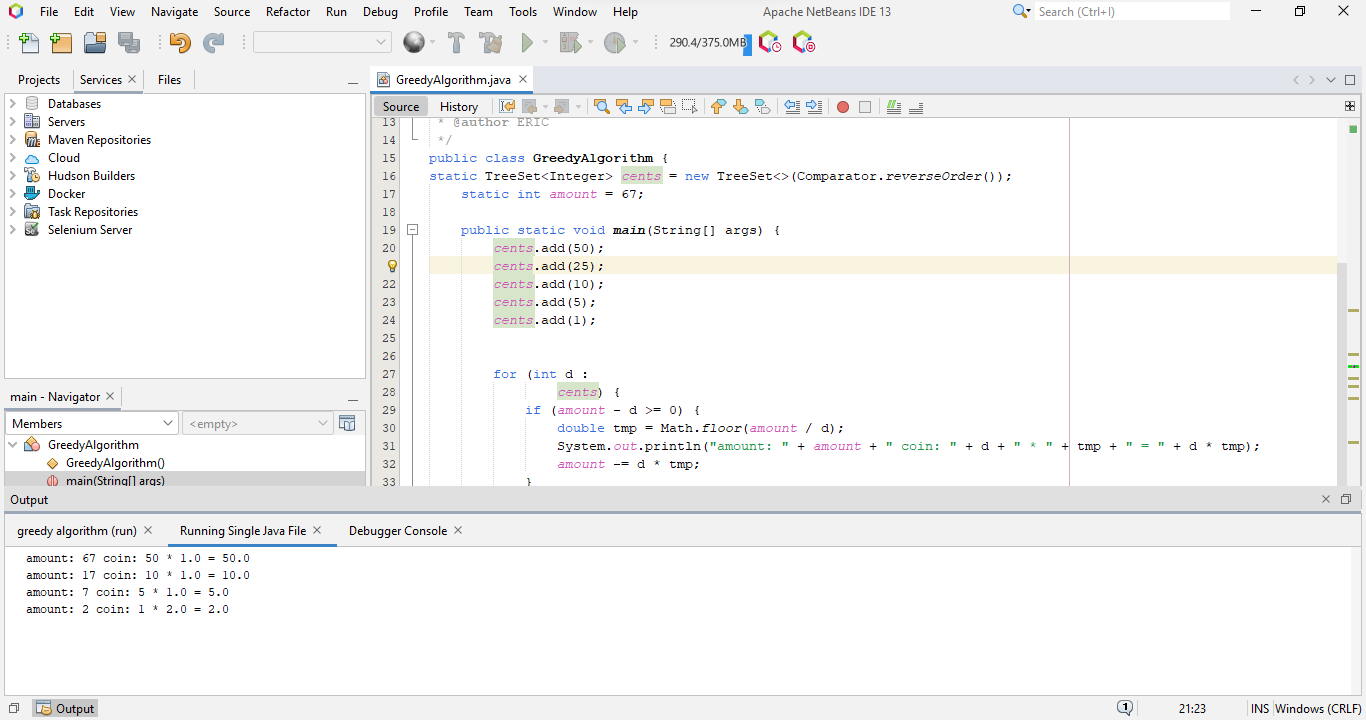 File Edit View Navigate Source Refactor Run Debug Profile Team Tools Window Help Apache NetBeans IDE 13 Search (Ctrl+I)
290.4/375.0MB
Projects Services Files
GreedyAlgorithm.java
Source History
Databases
Servers
Maven Repositories
Cloud
Hudson Builders
Docker
Task Repositories
Selenium Server
main - Navigator
Members <empty>
GreedyAlgorithm
GreedyAlgorithm()
main(String[] args)
13 * @author ERIC
14 */
15 public class GreedyAlgorithm {
16 static TreeSet<Integer> cents = new TreeSet<>(Comparator.reverseOrder());
17 static int amount = 67;
18
19 public static void main(String[] args) {
20 cents.add(50);
cents.add(25);
22 cents.add(10);
23 cents.add(5);
24 cents.add(1);
25
26
27 for (int d :
28 cents) {
29 if (amount - d >= 0) {
30 double tmp = Math.floor(amount / d);
31 System.out.println("amount: " + amount + " coin: " + d + " * " + tmp + " = " + d * tmp);
32 amount -= d * tmp;
33 }
Output
greedy algorithm (run) Running Single Java File Debugger Console
amount: 67 coin: 50 * 1.0 = 50.0
amount: 17 coin: 10 * 1.0 = 10.0
amount: 7 coin: 5 * 1.0 = 5.0
amount: 2 coin: 1 * 2.0 = 2.0
Output 1 21:23 INS Windows (CRLF)